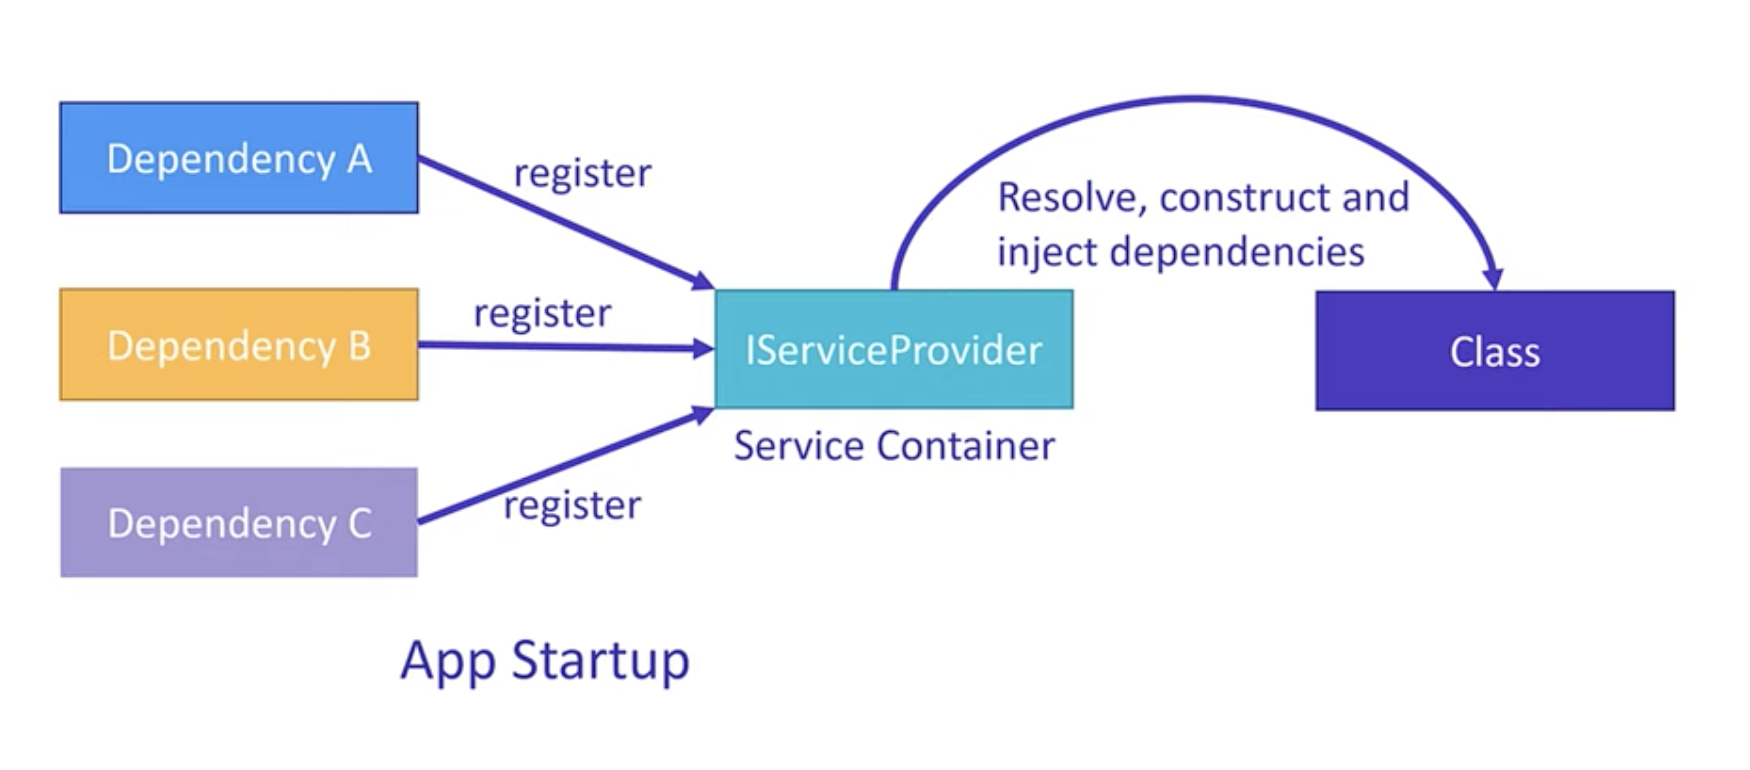 Dependency A
register
Resolve, construct and
inject dependencies
Dependency B
register
IServiceProvider
Class
Service Container
Dependency C
register
App Startup